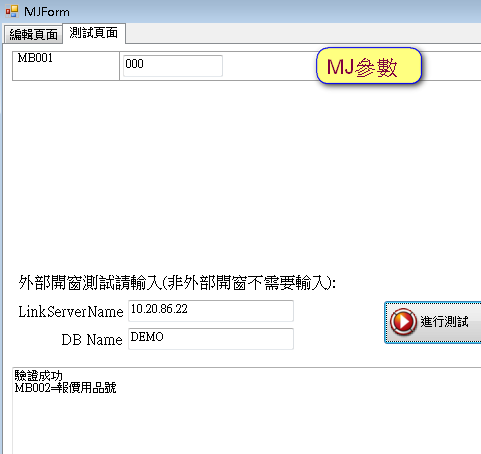 MJForm
編輯頁面 測試頁面
MB001 000
MJ參數
外部開窗測試請輸入(非外部開窗不需要輸入):
LinkServerName 10.20.86.22
進行測試
DB Name DEMO
驗證成功
MB002=報價用品號